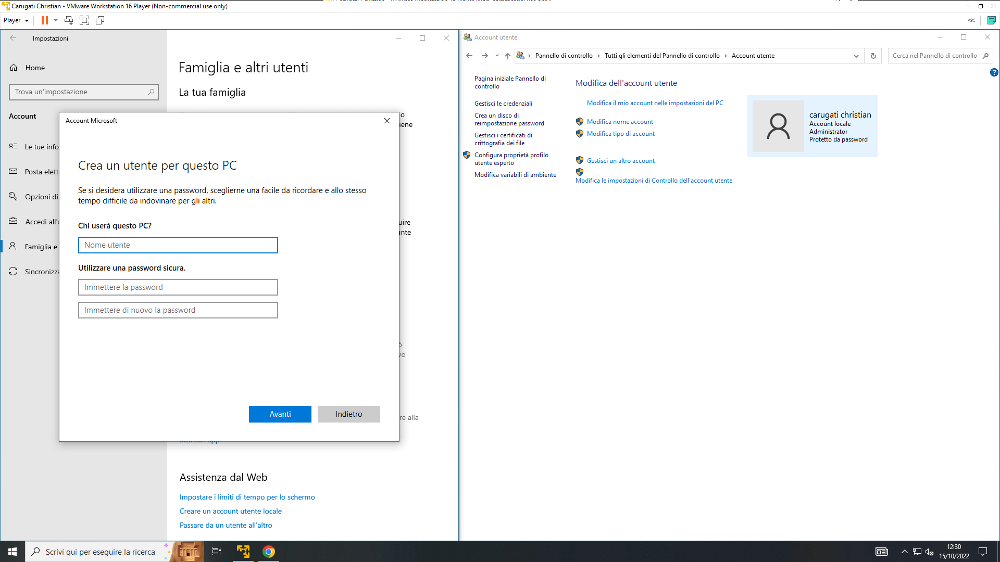 Carugati Christian - VMware Workstation 16 Player (Non-commercial use only)
Player
Impostazioni
Home
Trova un'impostazione
Account
Le tue info
Posta elett
Opzioni di
Accedi all'a
Famiglia e
Sincronizza
Famiglia e altri utenti
La tua famiglia
o
iene
uire
unte
vo
re alla
Account Microsoft
Crea un utente per questo PC
Se si desidera utilizzare una password, sceglierne una facile da ricordare e allo stesso
tempo difficile da indovinare per gli altri.
Chi userà questo PC?
Nome utente
Utilizzare una password sicura.
Immettere la password
Immettere di nuovo la password
Avanti
Indietro
Assistenza dal Web
Impostare i limiti di tempo per lo schermo
Creare un account utente locale
Passare da un utente all'altro
Account utente
Pannello di controllo
Tutti gli elementi del Pannello di controllo
Account utente
Cerca nel Pannello di controllo
Pagina iniziale Pannello di
controllo
Gestisci le credenziali
Crea un disco di
reimpostazione password
Gestisci i certificati di
crittografia dei file
Configura proprietà profilo
utente esperto
Modifica variabili di ambiente
Modifica dell'account utente
Modifica il mio account nelle impostazioni del PC
Modifica nome account
Modifica tipo di account
Gestisci un altro account
Modifica le impostazioni di Controllo dell'account utente
carugati christian
Account locale
Administrator
Protetto da password
Scrivi qui per eseguire la ricerca
12:30
15/10/2022